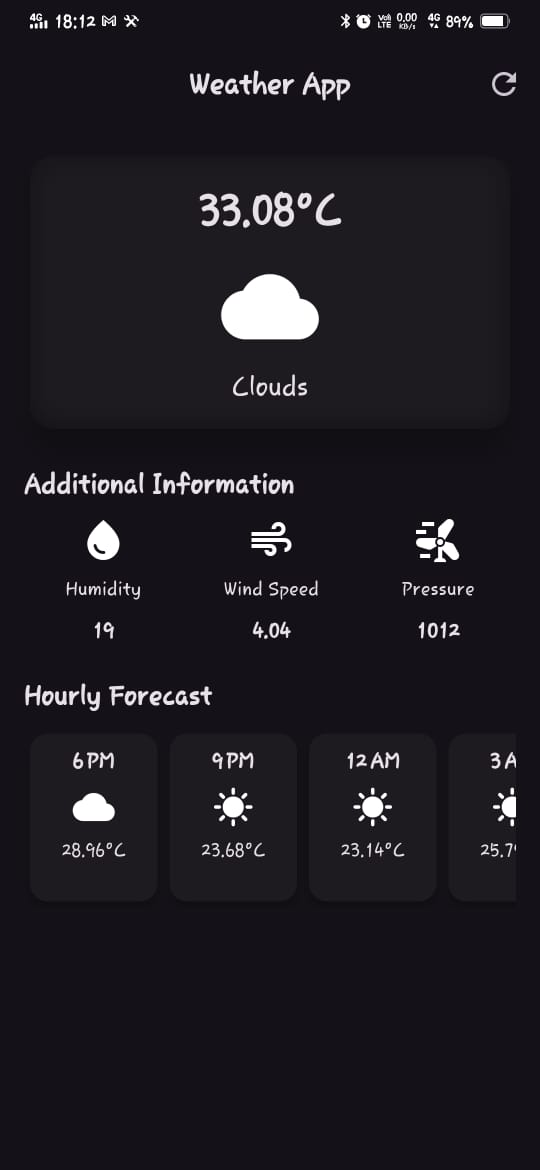 4G 18:12 Vo) LTE 0.00 KB/s 4G 89%
Weather App
33.08°C
Clouds
Additional Information
Humidity Wind Speed Pressure
19 4.04 1012
Hourly Forecast
6 PM 9 PM 12 AM 3 A
28.96°C 23.68°C 23.14°C 25.7